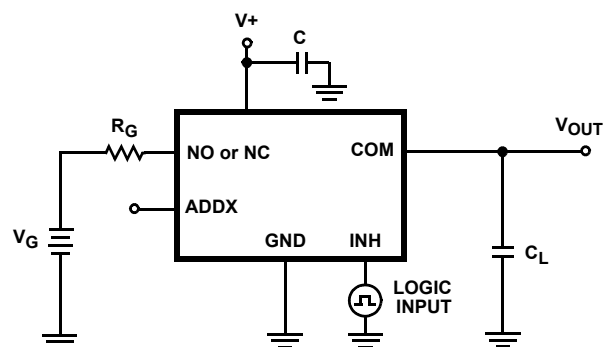 V+
C
RG
VOUT
NO or NC
COM
ADDX
VG
GND
INH
CL
LOGIC
INPUT